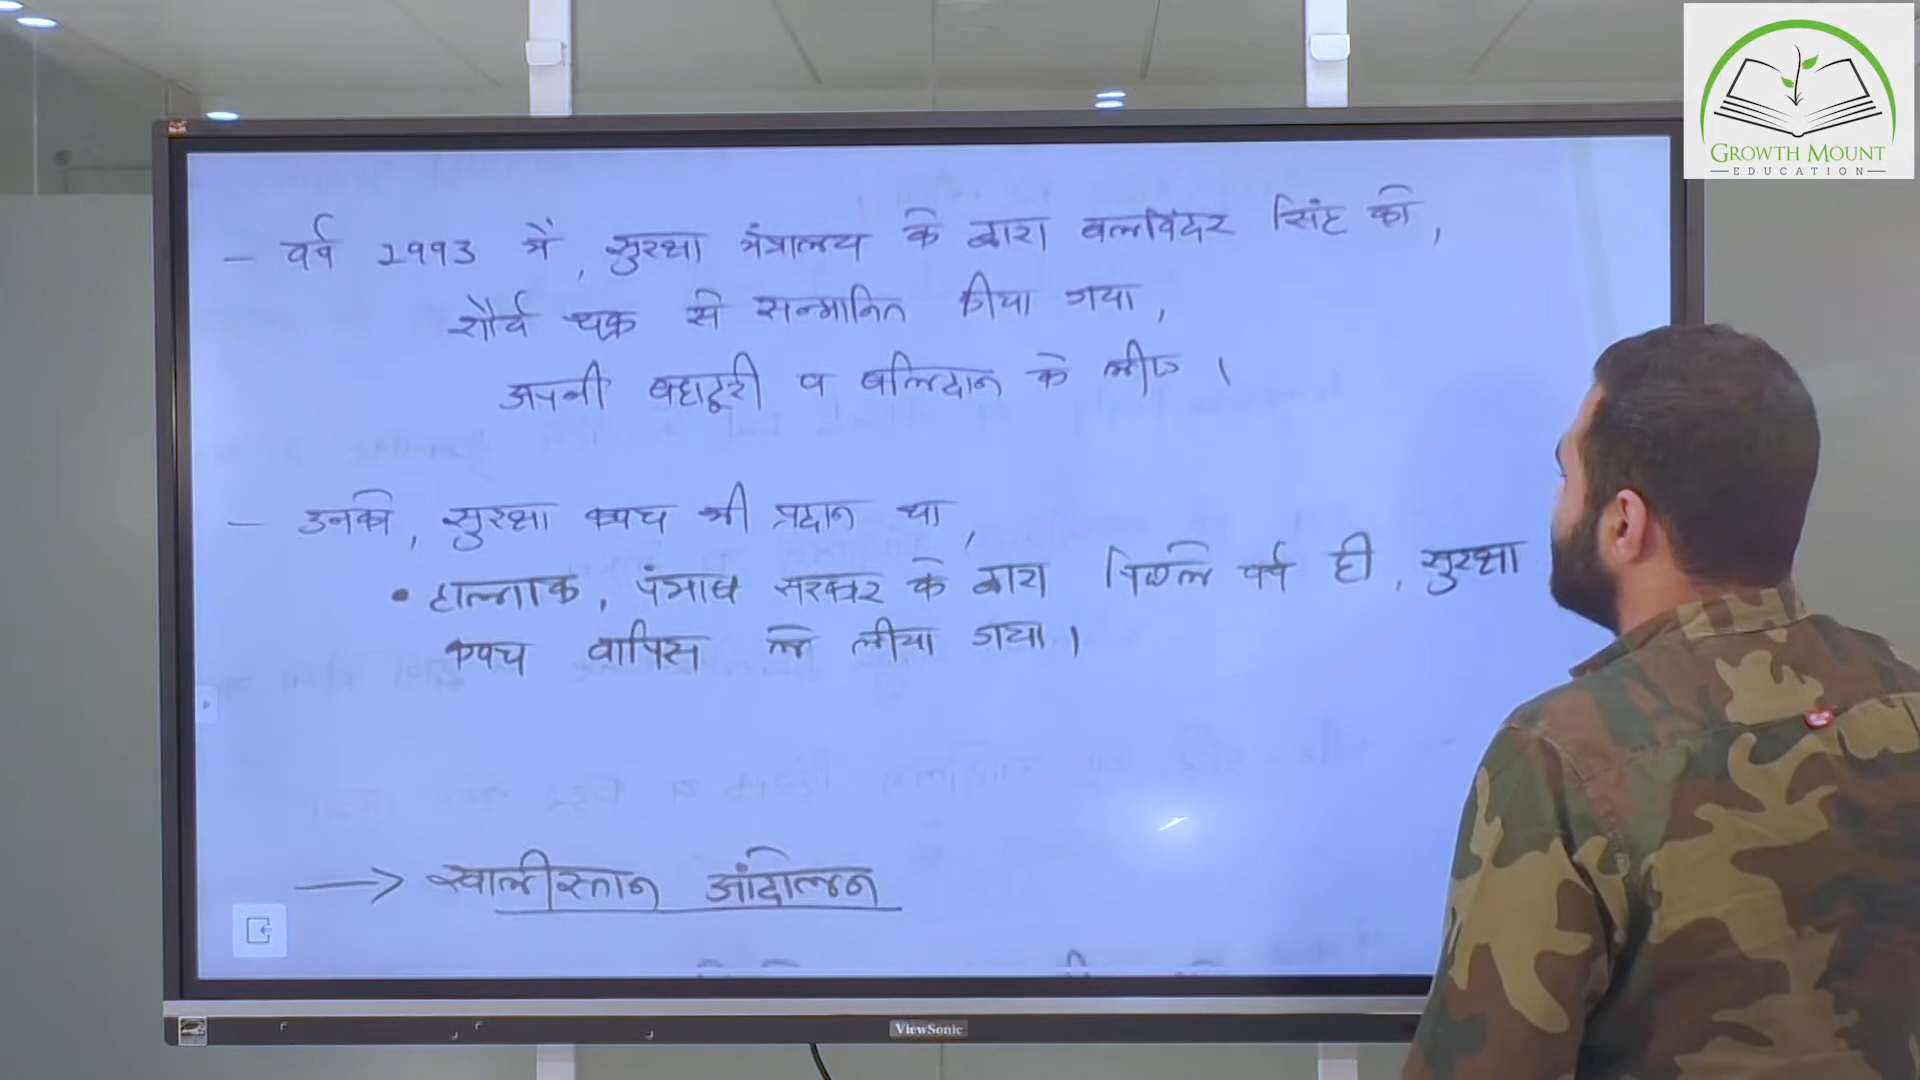 GROWTH MOUNT
EDUCATION
- वर्ष 1993 में, सुरक्षा मंत्रालय के द्वारा बलविंदर सिंह को,
शौर्य चक्र से सन्मानित कीया गया,
अपनी बहादूरी व बलिदान के लीए ।
- उनको, सुरक्षा कवच भी प्रदान था,
• हालाकि, पंजाब सरकार के द्वारा पिछले वर्ष ही, सुरक्षा
कवच वापिस ले लीया गया ।
→ खालीस्तान आंदोलन
ViewSonic